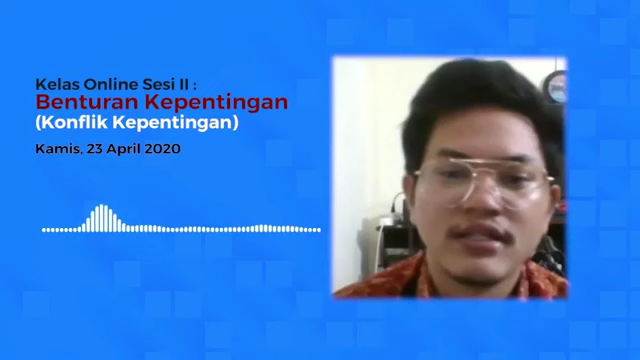 Kelas Online Sesi II :
Benturan Kepentingan
(Konflik Kepentingan)
Kamis, 23 April 2020